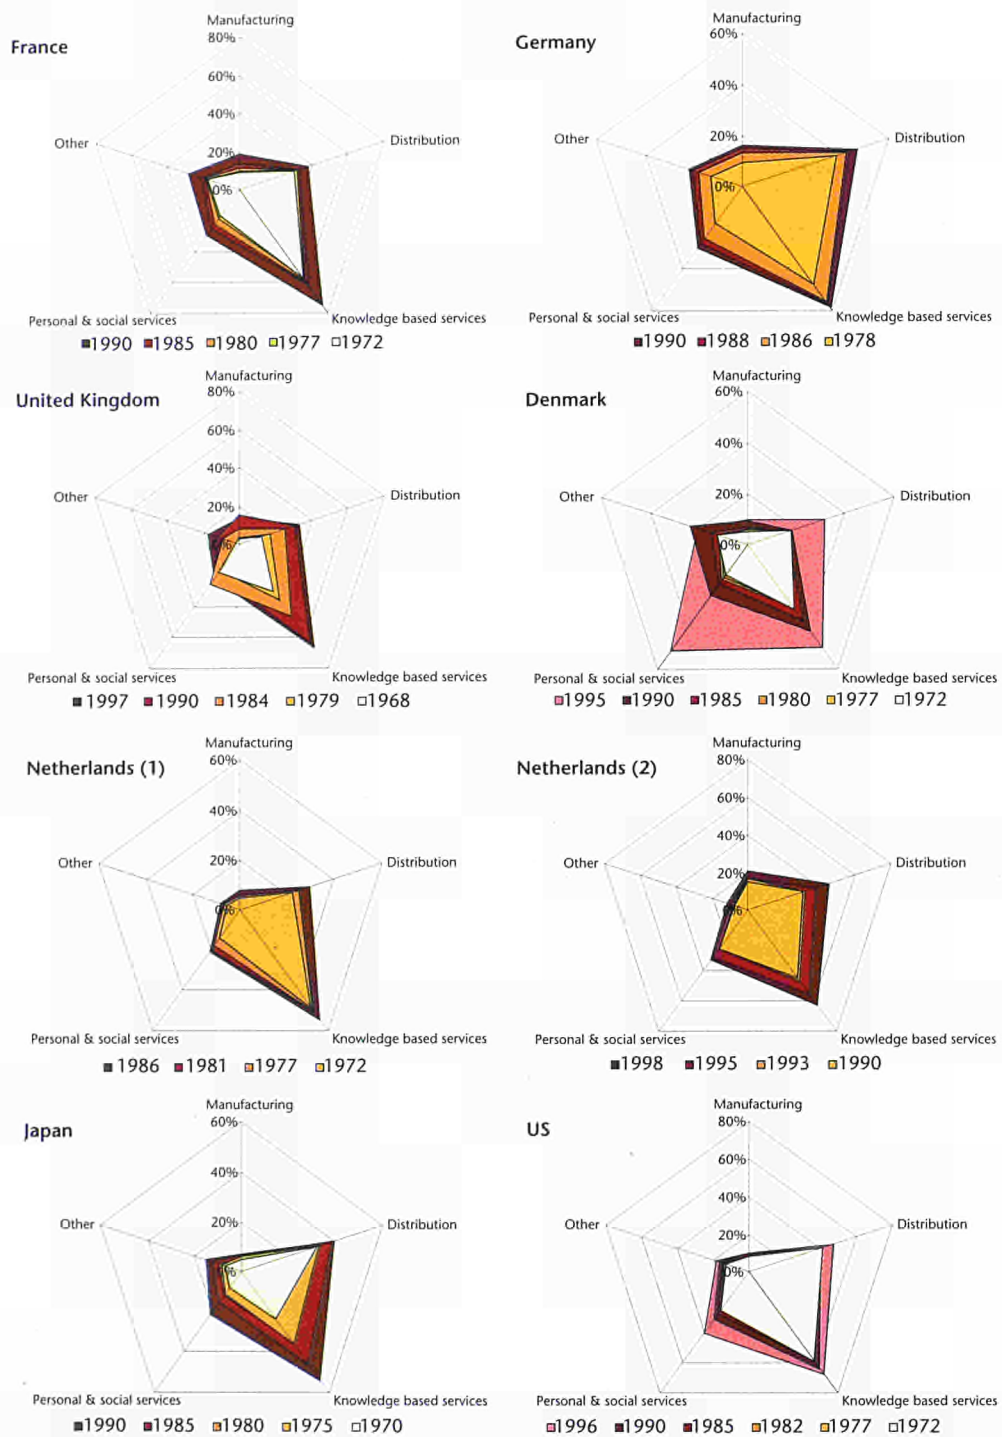 France
Manufacturing
80%
60%
40%
20%
0%
Other
Distribution
Personal & social services
Knowledge based services
1990 1985 1980 1977 1972
Germany
Manufacturing
60%
40%
20%
0%
Other
Distribution
Personal & social services
Knowledge based services
1990 1988 1986 1978
United Kingdom
Manufacturing
80%
60%
40%
20%
0%
Other
Distribution
Personal & social services
Knowledge based services
1997 1990 1984 1979 1968
Denmark
Manufacturing
60%
40%
20%
0%
Other
Distribution
Personal & social services
Knowledge based services
1995 1990 1985 1980 1977 1972
Netherlands (1)
Manufacturing
60%
40%
20%
0%
Other
Distribution
Personal & social services
Knowledge based services
1986 1981 1977 1972
Netherlands (2)
Manufacturing
80%
60%
40%
20%
0%
Other
Distribution
Personal & social services
Knowledge based services
1998 1995 1993 1990
Japan
Manufacturing
60%
40%
20%
0%
Other
Distribution
Personal & social services
Knowledge based services
1990 1985 1980 1975 1970
US
Manufacturing
80%
60%
40%
20%
0%
Other
Distribution
Personal & social services
Knowledge based services
1996 1990 1985 1982 1977 1972